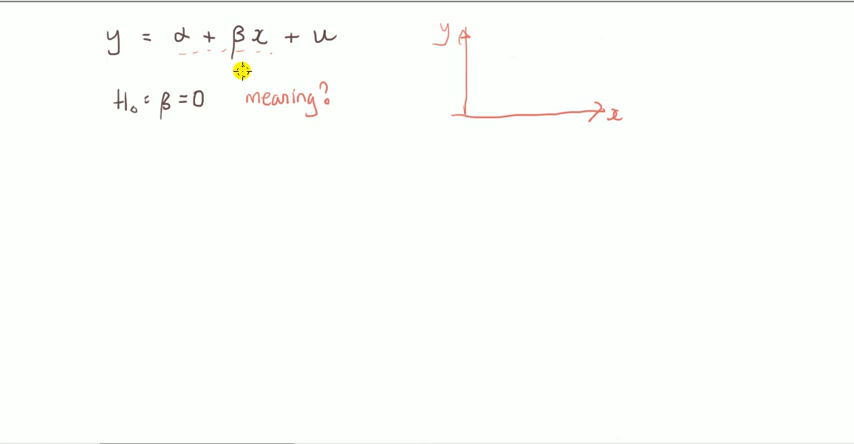 y = α + βx + u
H₀: β = 0 meaning?
y
x